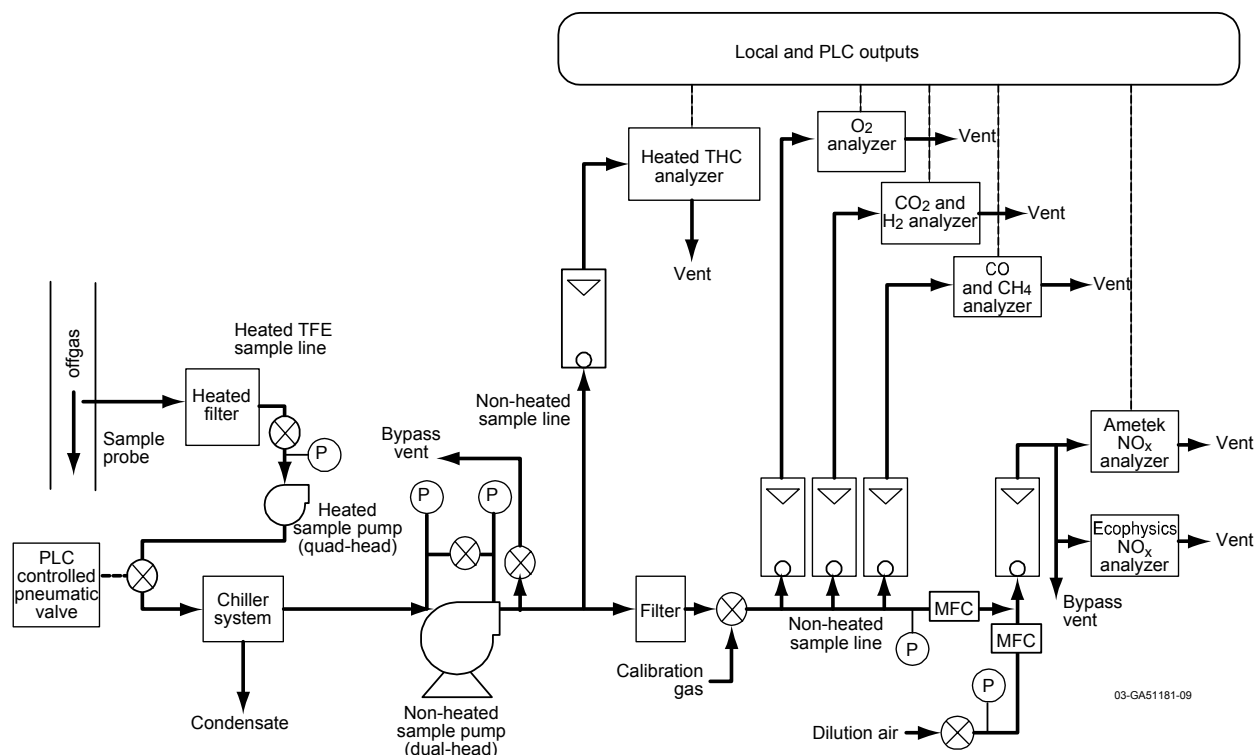 Local and PLC outputs
O2
analyzer
Vent
Heated THC
analyzer
Vent
CO2 and
H2 analyzer
Vent
CO
and CH4
analyzer
Vent
offgas
Sample
probe
Heated TFE
sample line
Heated
filter
P
Heated
sample pump
(quad-head)
PLC
controlled
pneumatic
valve
Chiller
system
Condensate
Bypass
vent
P
P
Non-heated
sample pump
(dual-head)
Non-heated
sample line
Filter
Calibration
gas
Non-heated
sample line
P
MFC
MFC
P
Dilution air
Ametek
NOx
analyzer
Vent
Ecophysics
NOx
analyzer
Vent
Bypass
vent
03-GA51181-09